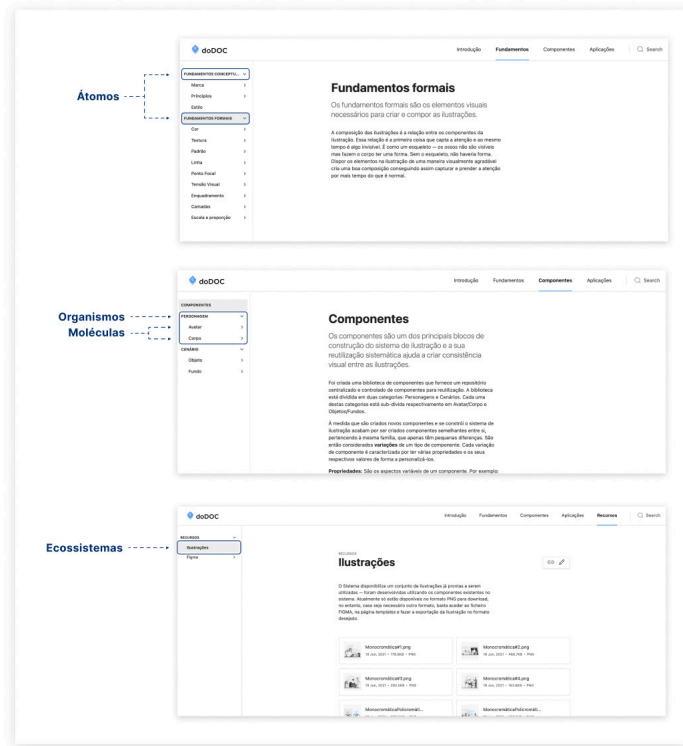 doDOC
Introdução Fundamentos Componentes Aplicações Search
Átomos
FUNDAMENTOS CONCEPTU...
Marca
Princípios
Estilo
FUNDAMENTOS FORMAIS
Cor
Textura
Padrão
Linha
Ponto Focal
Tensão Visual
Enquadramento
Camadas
Escala e proporção
Fundamentos formais
Os fundamentos formais são os elementos visuais
necessários para criar e compor as ilustrações.
A composição das ilustrações é a relação entre os componentes da
ilustração. Essa relação é a primeira coisa que capta a atenção e ao mesmo
tempo é algo invisível. É como um esqueleto — os ossos não são visíveis
mas fazem o corpo ter uma forma. Sem o esqueleto, não haveria forma.
Dispor os elementos na ilustração de uma maneira visualmente agradável
cria uma boa composição conseguindo assim capturar e prender a atenção
por mais tempo do que é normal.
doDOC
Introdução Fundamentos Componentes Aplicações Search
Organismos
Moléculas
COMPONENTES
PERSONAGEM
Avatar
Corpo
CENÁRIO
Objeto
Fundo
Componentes
Os componentes são um dos principais blocos de
construção do sistema de ilustração e a sua
reutilização sistemática ajuda a criar consistência
visual entre as ilustrações.
Foi criada uma biblioteca de componentes que fornece um repositório
centralizado e controlado de componentes para reutilização. A biblioteca
está dividida em duas categorias: Personagens e Cenários. Cada uma
destas categorias está sub-dívida respectivamente em Avatar/Corpo e
Objetos/Fundos.
À medida que são criados novos componentes e se constrói o sistema de
ilustração acabam por ser criados componentes semelhantes entre si,
pertencendo à mesma família, que apenas têm pequenas diferenças. São
então considerados variações de um tipo de componente. Cada variação
de componente é caracterizada por ter várias propriedades e os seus
respectivos valores de forma a personalizá-los.
Propriedades: São os aspectos variáveis de um componente. Por exemplo
doDOC
Introdução Fundamentos Componentes Aplicações Recursos Search
Ecossistemas
RECURSOS
Ilustrações
Figma
RECURSOS
Ilustrações
O Sistema disponibiliza um conjunto de ilustrações já prontas a serem
utilizadas — foram desenvolvidas utilizando os componentes existentes no
sistema. Atualmente só estão disponíveis no formato PNG para download,
no entanto, caso seja necessário outro formato, basta aceder ao ficheiro
FIGMA, na página templates e fazer a exportação da ilustração no formato
desejado.
Monocromática#1.png
Monocromática#2.png
Monocromática#3.png
Monocromática#4.png
MonocromáticaPolicromáti...
MonocromáticaPolicromáti...